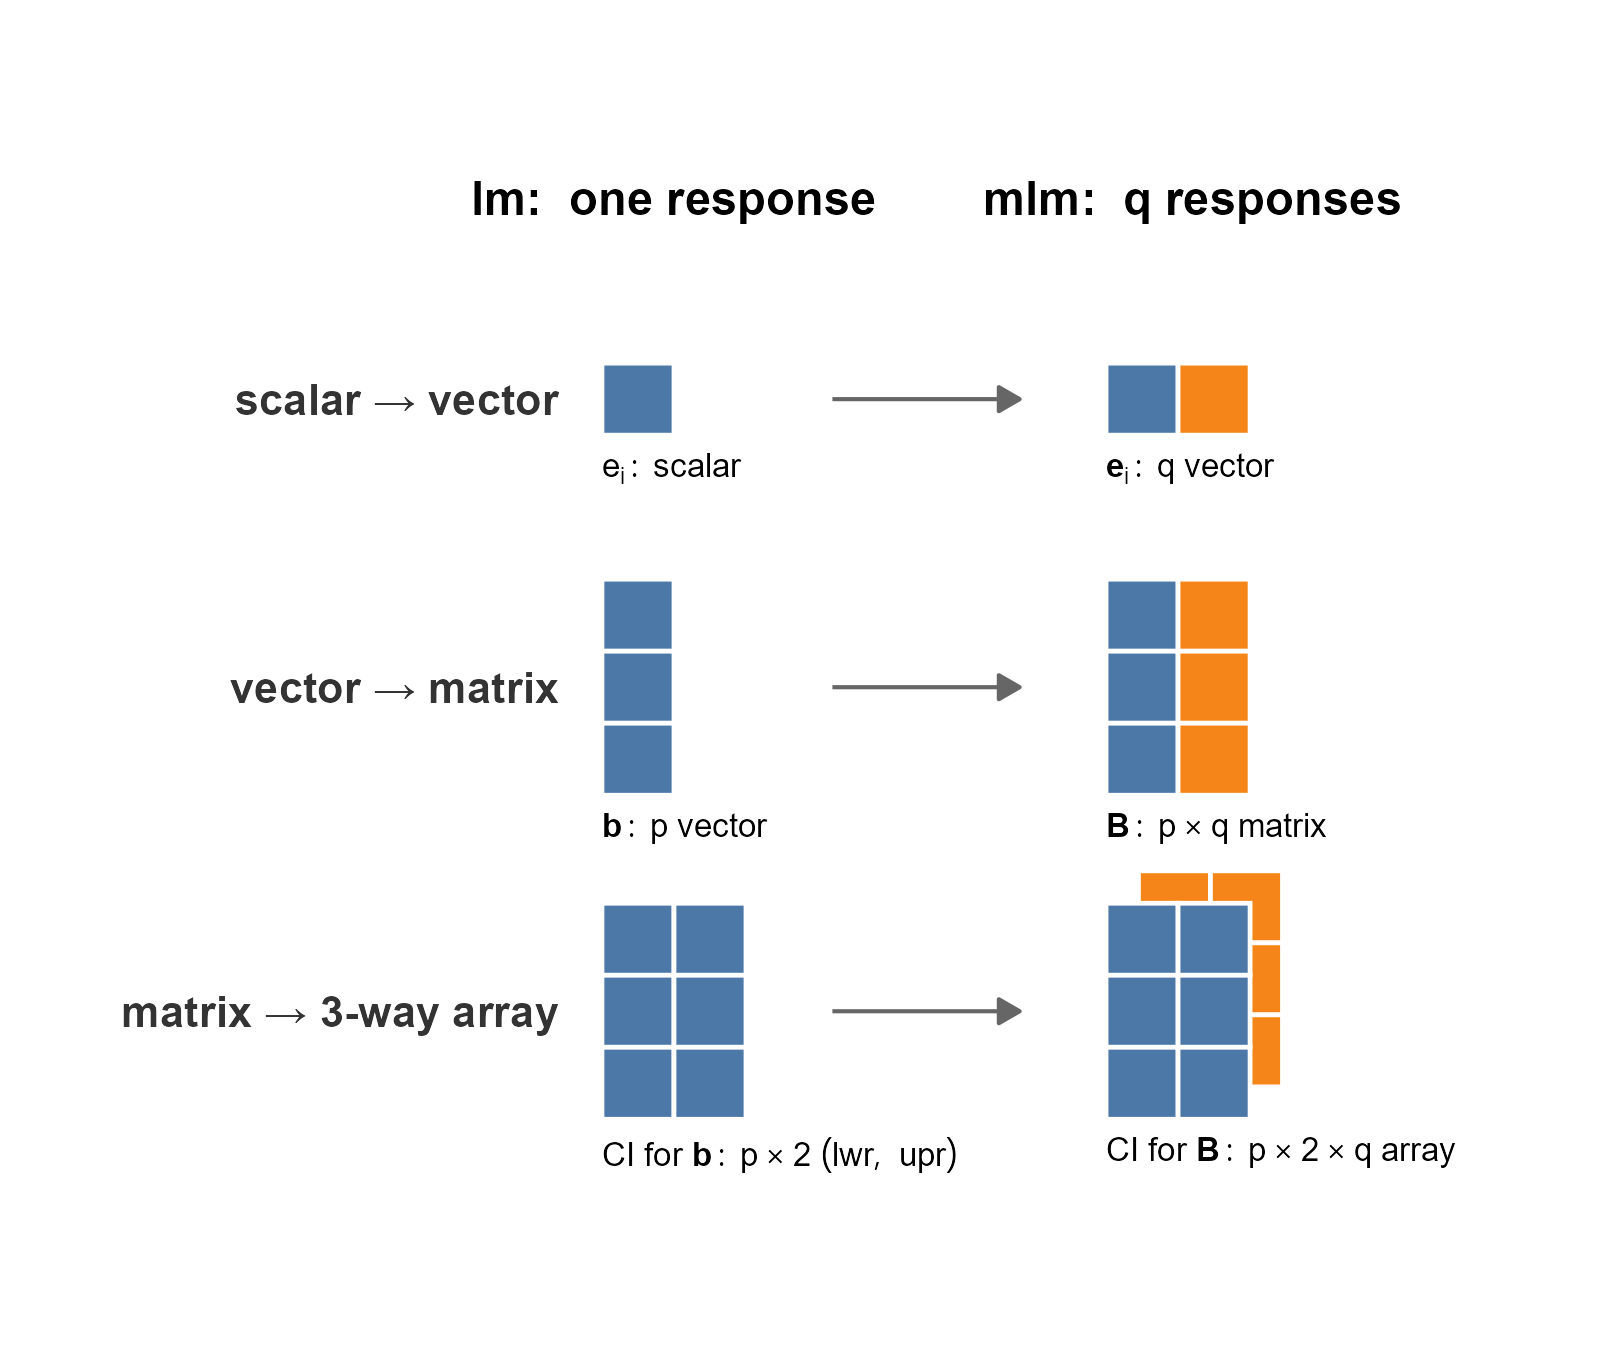 lm: one response
mlm: q responses
scalar → vector
eᵢ: scalar
𝐞ᵢ: q vector
vector → matrix
b: p vector
B: p × q matrix
matrix → 3-way array
CI for b: p × 2 (lwr, upr)
CI for B: p × 2 × q array